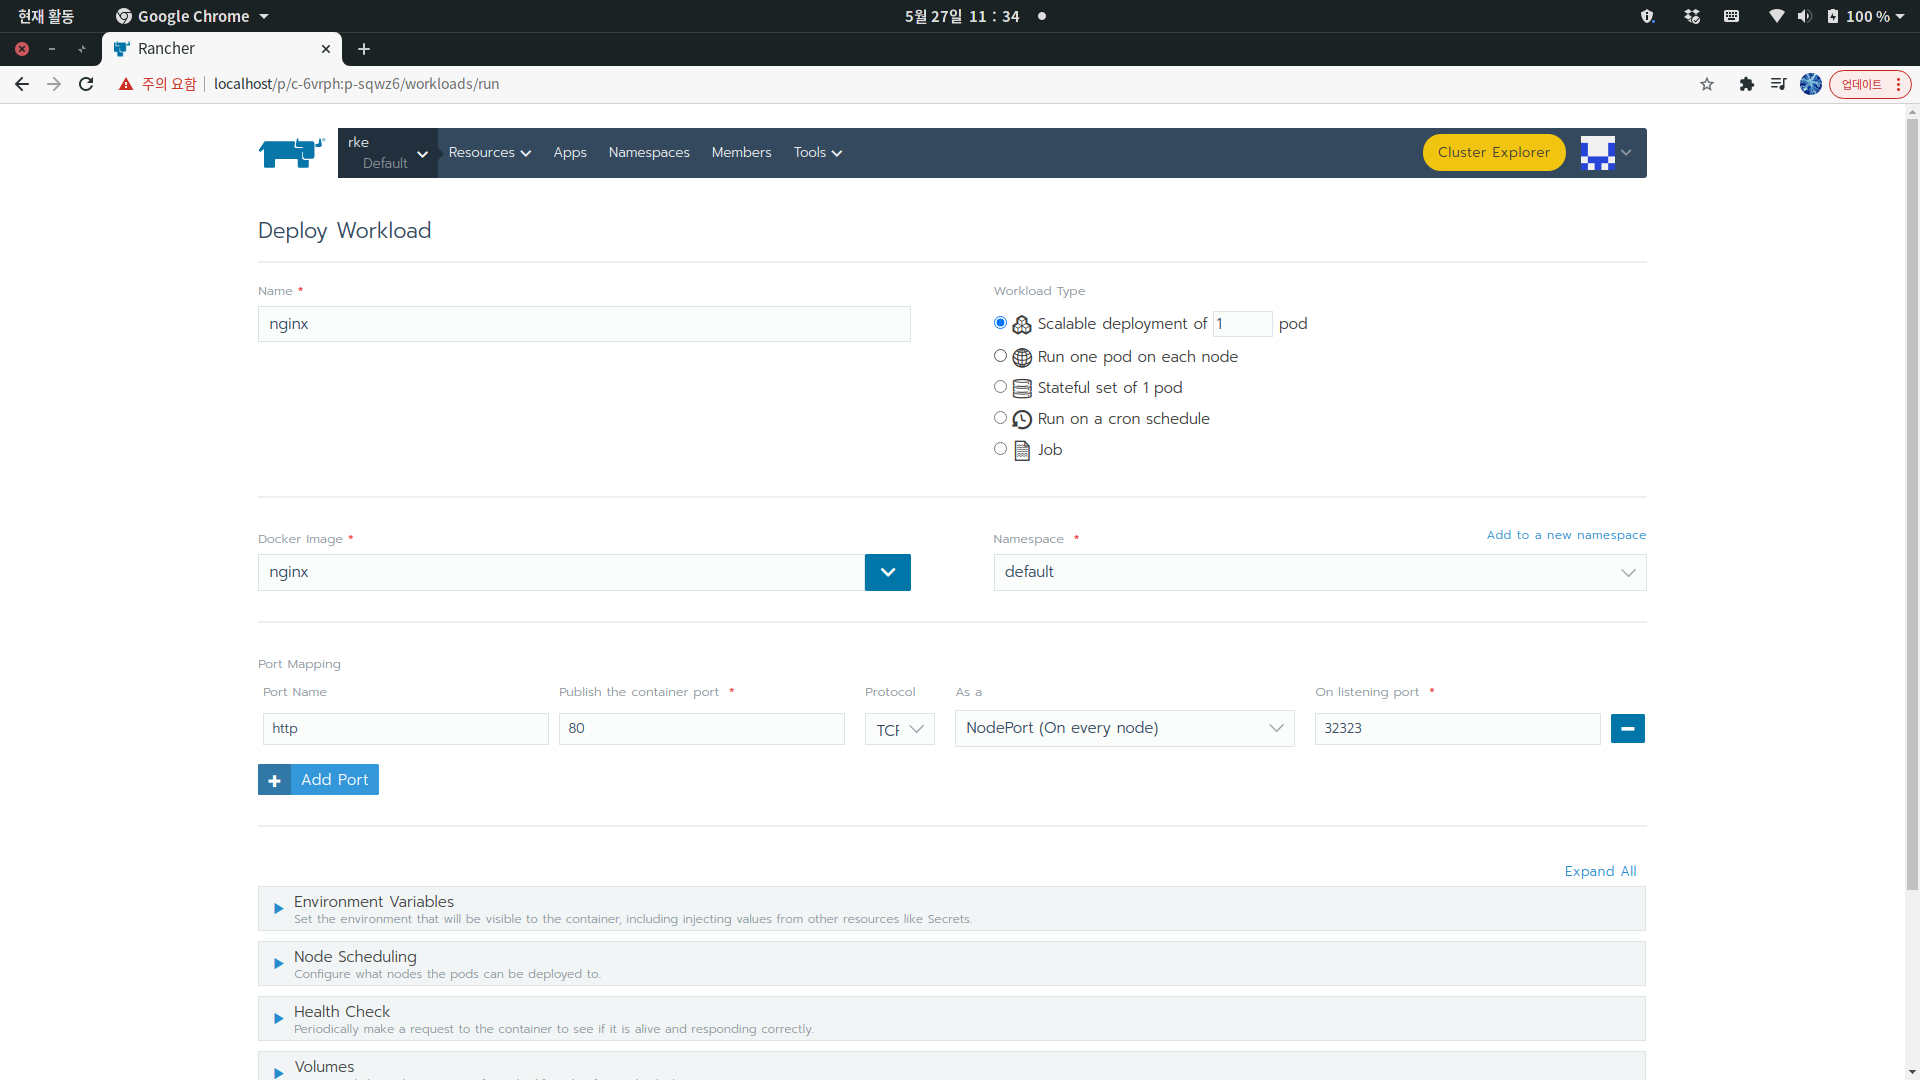 현재 활동
Google Chrome
5월 27일 11 : 34
100 %
Rancher
주의 요함
localhost/p/c-6vrph:p-sqwz6/workloads/run
업데이트
rke
Default
Resources
Apps
Namespaces
Members
Tools
Cluster Explorer
Deploy Workload
Name *
nginx
Workload Type
Scalable deployment of 1 pod
Run one pod on each node
Stateful set of 1 pod
Run on a cron schedule
Job
Docker Image *
nginx
Namespace *
Add to a new namespace
default
Port Mapping
Port Name
Publish the container port *
Protocol
As a
On listening port *
http
80
TCP
NodePort (On every node)
32323
Add Port
Expand All
Environment Variables
Set the environment that will be visible to the container, including injecting values from other resources like Secrets.
Node Scheduling
Configure what nodes the pods can be deployed to.
Health Check
Periodically make a request to the container to see if it is alive and responding correctly.
Volumes